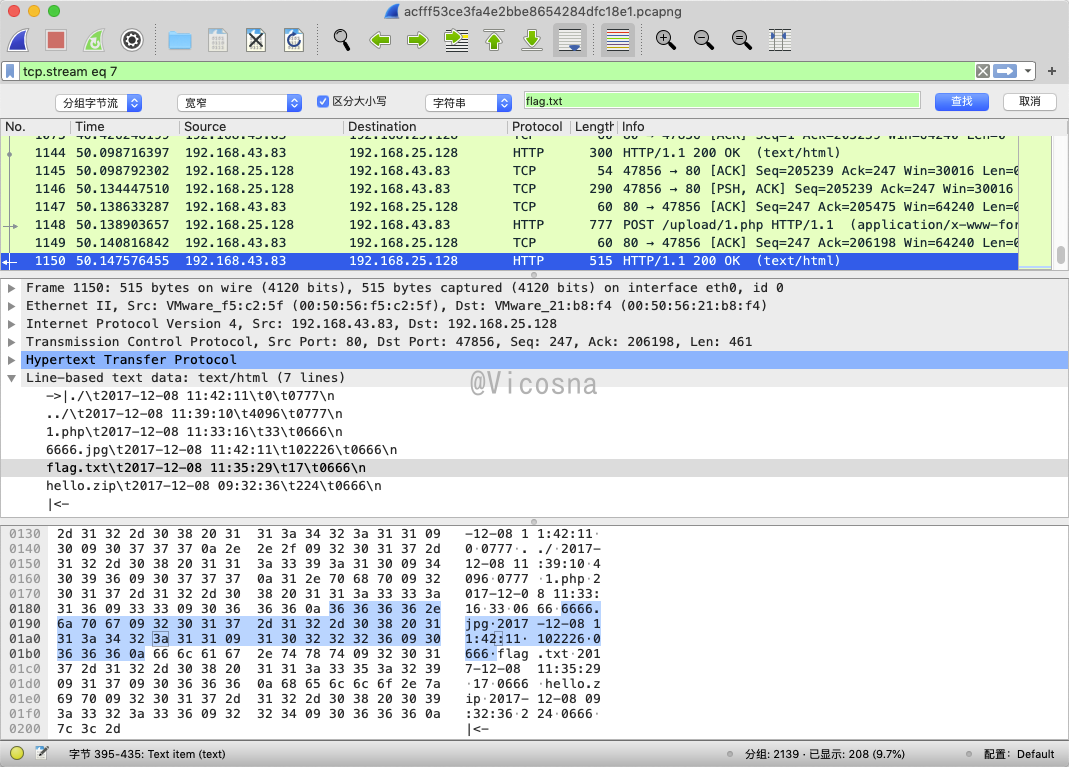 acfff53ce3fa4e2bbe8654284dfc18e1.pcapng
tcp.stream eq 7
分组字节流 宽窄 区分大小写 字符串 flag.txt 查找 取消
No. Time Source Destination Protocol Length Info
1144 50.098716397 192.168.43.83 192.168.25.128 HTTP 300 HTTP/1.1 200 OK (text/html)
1145 50.098792302 192.168.25.128 192.168.43.83 TCP 54 47856 → 80 [ACK] Seq=205239 Ack=247 Win=30016 Len=0
1146 50.134447510 192.168.25.128 192.168.43.83 TCP 290 47856 → 80 [PSH, ACK] Seq=205239 Ack=247 Win=30016
1147 50.138633287 192.168.43.83 192.168.25.128 TCP 60 80 → 47856 [ACK] Seq=247 Ack=205475 Win=64240 Len=0
1148 50.138903657 192.168.25.128 192.168.43.83 HTTP 777 POST /upload/1.php HTTP/1.1 (application/x-www-for
1149 50.140816842 192.168.43.83 192.168.25.128 TCP 60 80 → 47856 [ACK] Seq=247 Ack=206198 Win=64240 Len=0
1150 50.147576455 192.168.43.83 192.168.25.128 HTTP 515 HTTP/1.1 200 OK (text/html)
Frame 1150: 515 bytes on wire (4120 bits), 515 bytes captured (4120 bits) on interface eth0, id 0
Ethernet II, Src: VMware_f5:c2:5f (00:50:56:f5:c2:5f), Dst: VMware_21:b8:f4 (00:50:56:21:b8:f4)
Internet Protocol Version 4, Src: 192.168.43.83, Dst: 192.168.25.128
Transmission Control Protocol, Src Port: 80, Dst Port: 47856, Seq: 247, Ack: 206198, Len: 461
Hypertext Transfer Protocol
Line-based text data: text/html (7 lines)
@Vicosna
->|./\t2017-12-08 11:42:11\t0\t0777\n
../\t2017-12-08 11:39:10\t4096\t0777\n
1.php\t2017-12-08 11:33:16\t33\t0666\n
6666.jpg\t2017-12-08 11:42:11\t102226\t0666\n
flag.txt\t2017-12-08 11:35:29\t17\t0666\n
hello.zip\t2017-12-08 09:32:36\t224\t0666\n
|<-
0130 2d 31 32 2d 30 38 20 31 31 3a 34 32 3a 31 31 09 -12-08 1 1:42:11·
0140 30 09 30 37 37 37 0a 2e 2e 2f 09 32 30 31 37 2d 0·0777·. ./·2017-
0150 31 32 2d 30 38 20 31 31 3a 33 39 3a 31 30 09 34 12-08 11 :39:10·4
0160 30 39 36 09 30 37 37 37 0a 31 2e 70 68 70 09 32 096·0777 ·1.php·2
0170 30 31 37 2d 31 32 2d 30 38 20 31 31 3a 33 33 3a 017-12-0 8 11:33:
0180 31 36 09 33 33 09 30 36 36 36 0a 36 36 36 36 2e 16·33·06 66·6666.
0190 6a 70 67 09 32 30 31 37 2d 31 32 2d 30 38 20 31 jpg·2017 -12-08 1
01a0 31 3a 34 32 3a 31 31 09 31 30 32 32 32 36 09 30 1:42:11· 102226·0
01b0 36 36 36 0a 66 6c 61 67 2e 74 78 74 09 32 30 31 666·flag .txt·201
01c0 37 2d 31 32 2d 30 38 20 31 31 3a 33 35 3a 32 39 7-12-08 11:35:29
01d0 09 31 37 09 30 36 36 36 0a 68 65 6c 6c 6f 2e 7a ·17·0666 ·hello.z
01e0 69 70 09 32 30 31 37 2d 31 32 2d 30 38 20 30 39 ip·2017- 12-08 09
01f0 3a 33 32 3a 33 36 09 32 32 34 09 30 36 36 36 0a :32:36·2 24·0666·
0200 7c 3c 2d |<-
字节 395-435: Text item (text) 分组: 2139 · 已显示: 208 (9.7%) 配置: Default